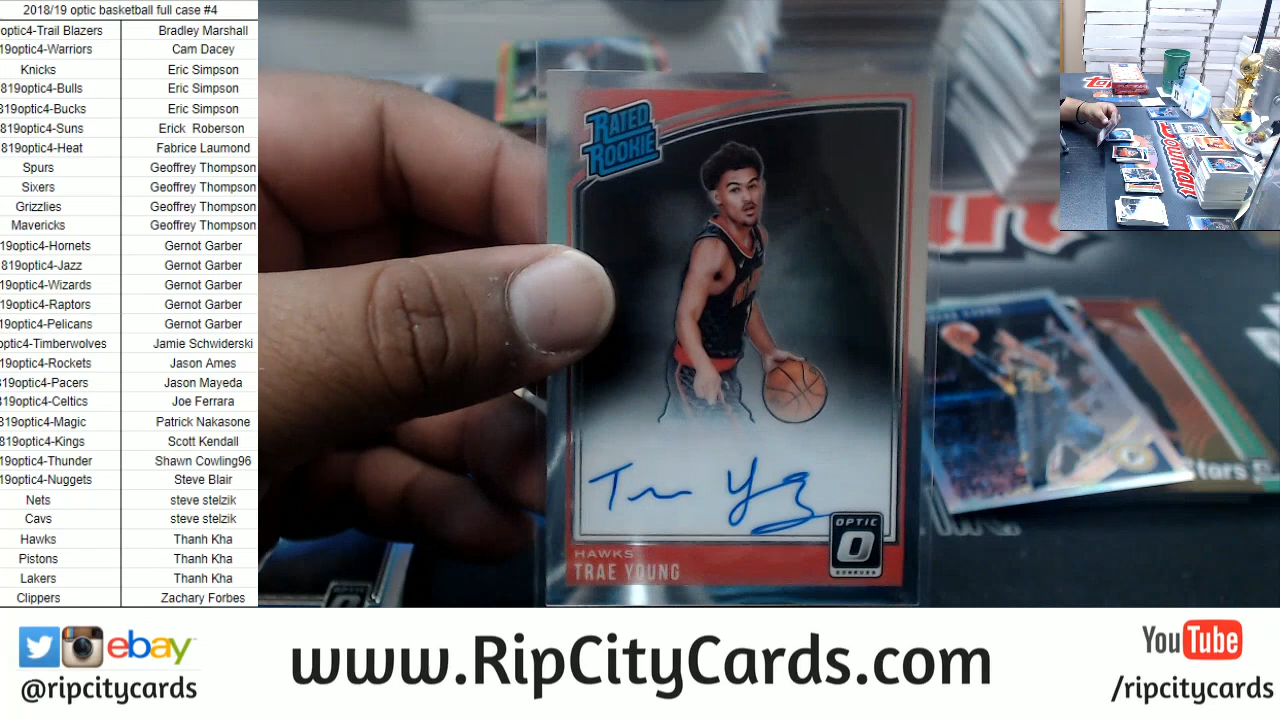 2018/19 optic basketball full case #4
optic4-Trail Blazers Bradley Marshall
19optic4-Warriors Cam Dacey
Knicks Eric Simpson
819optic4-Bulls Eric Simpson
819optic4-Bucks Eric Simpson
819optic4-Suns Erick Roberson
819optic4-Heat Fabrice Laumond
Spurs Geoffrey Thompson
Sixers Geoffrey Thompson
Grizzlies Geoffrey Thompson
Mavericks Geoffrey Thompson
19optic4-Hornets Gernot Garber
819optic4-Jazz Gernot Garber
19optic4-Wizards Gernot Garber
19optic4-Raptors Gernot Garber
19optic4-Pelicans Gernot Garber
optic4-Timberwolves Jamie Schwiderski
19optic4-Rockets Jason Ames
19optic4-Pacers Jason Mayeda
19optic4-Celtics Joe Ferrara
819optic4-Magic Patrick Nakasone
819optic4-Kings Scott Kendall
19optic4-Thunder Shawn Cowling96
19optic4-Nuggets Steve Blair
Nets steve stelzik
Cavs steve stelzik
Hawks Thanh Kha
Pistons Thanh Kha
Lakers Thanh Kha
Clippers Zachary Forbes
RATED
ROOKIE
OPTIC
HAWKS
TRAE YOUNG
Stars
ebay
@ripcitycards
www.RipCityCards.com
YouTube
/ripcitycards